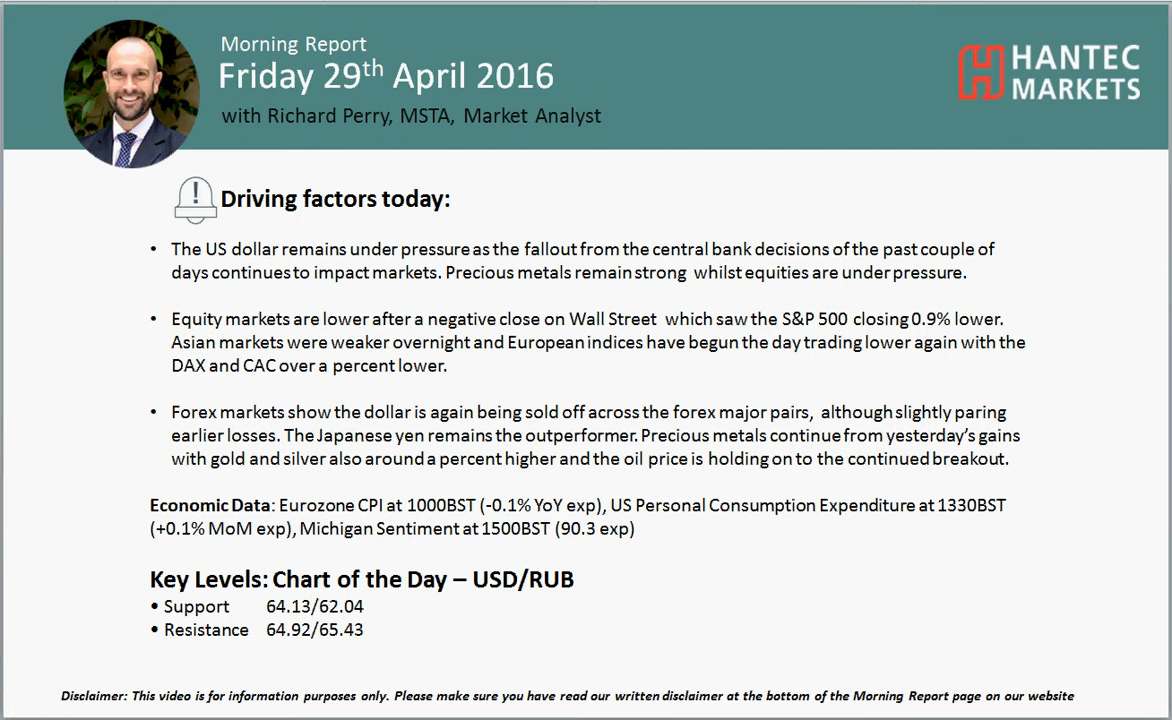 Morning Report
Friday 29th April 2016
with Richard Perry, MSTA, Market Analyst
HANTEC
MARKETS
Driving factors today:
• The US dollar remains under pressure as the fallout from the central bank decisions of the past couple of
days continues to impact markets. Precious metals remain strong whilst equities are under pressure.
• Equity markets are lower after a negative close on Wall Street which saw the S&P 500 closing 0.9% lower.
Asian markets were weaker overnight and European indices have begun the day trading lower again with the
DAX and CAC over a percent lower.
• Forex markets show the dollar is again being sold off across the forex major pairs, although slightly paring
earlier losses. The Japanese yen remains the outperformer. Precious metals continue from yesterday's gains
with gold and silver also around a percent higher and the oil price is holding on to the continued breakout.
Economic Data: Eurozone CPI at 1000BST (-0.1% YoY exp), US Personal Consumption Expenditure at 1330BST
(+0.1% MoM exp), Michigan Sentiment at 1500BST (90.3 exp)
Key Levels: Chart of the Day – USD/RUB
• Support 64.13/62.04
• Resistance 64.92/65.43
Disclaimer: This video is for information purposes only. Please make sure you have read our written disclaimer at the bottom of the Morning Report page on our website